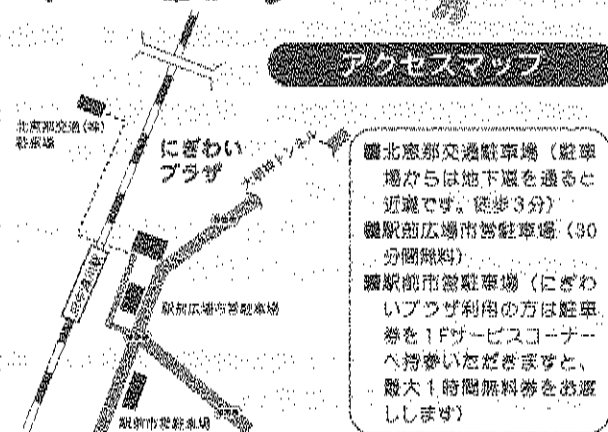 アクセスマップ
北恵那交通(株)
駐車場
にぎわい
プラザ
駅前広場市営駐車場
駅前市営駐車場
■北恵那交通駐車場（駐車
場からは地下道を通ると
近道です。徒歩3分）
■駅前広場市営駐車場（30
分間無料）
■駅前市営駐車場（にぎわ
いプラザ利用の方は駐車
券を1Fサービスコーナー
へ持参いただきますと、
最大1時間無料券をお渡
しします）